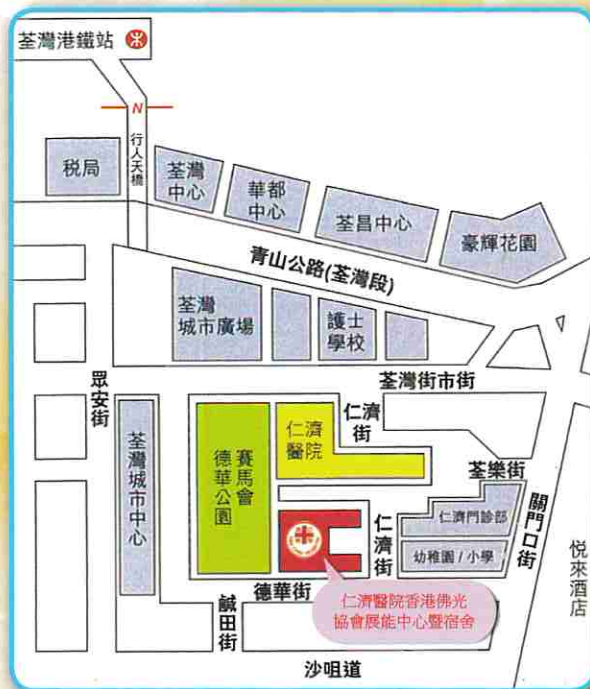 荃灣港鐵站
N
行人天橋
稅局
荃灣
中心
華都
中心
荃昌中心
豪輝花園
青山公路(荃灣段)
荃灣
城市廣場
護士
學校
荃灣街市街
眾安街
荃灣城市中心
賽馬會
德華公園
仁濟
醫院
仁濟
街
荃樂街
仁濟門診部
幼稚園 / 小學
仁濟街
關門口街
悅來酒店
德華街
鹹田街
仁濟醫院香港佛光
協會展能中心暨宿舍
沙咀道